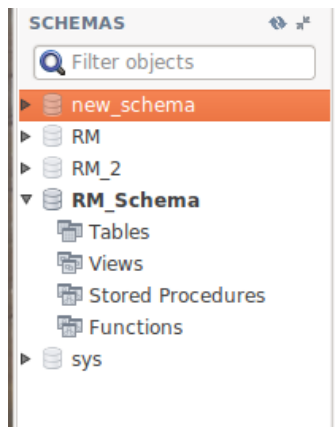 SCHEMAS
Filter objects
new_schema
RM
RM_2
RM_Schema
Tables
Views
Stored Procedures
Functions
sys